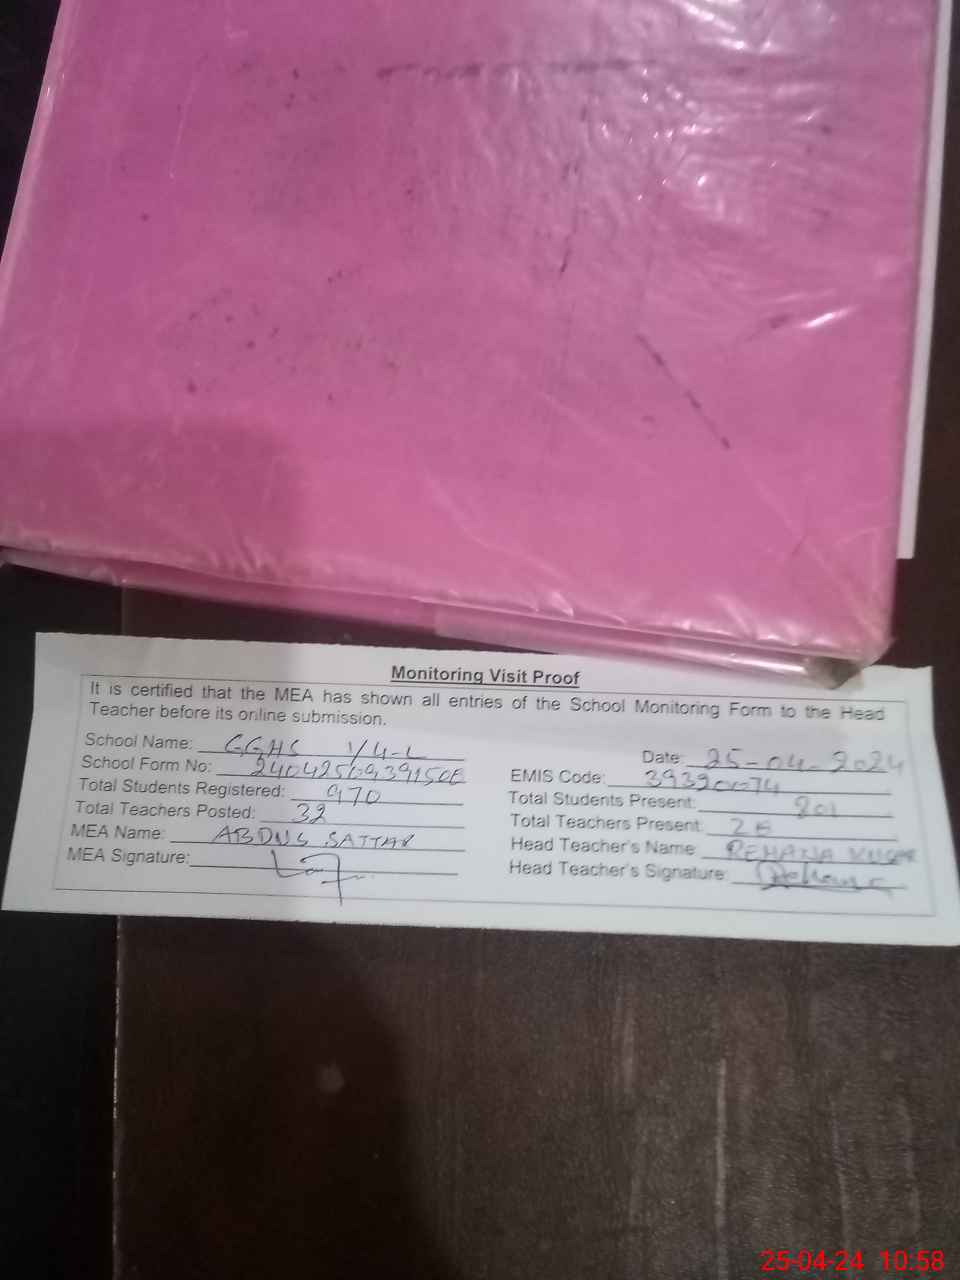 Monitoring Visit Proof
It is certified that the MEA has shown all entries of the School Monitoring Form to the Head
Teacher before its online submission.
School Name: GGHS 1/4-L
Date: 25-04-2024
School Form No:
EMIS Code:
Total Students Registered: 970
Total Students Present: 801
Total Teachers Posted: 32
Total Teachers Present:
MEA Name: ABDUS SATTAR
Head Teacher's Name: REHANA
MEA Signature:
Head Teacher's Signature:
25-04-24 10:58